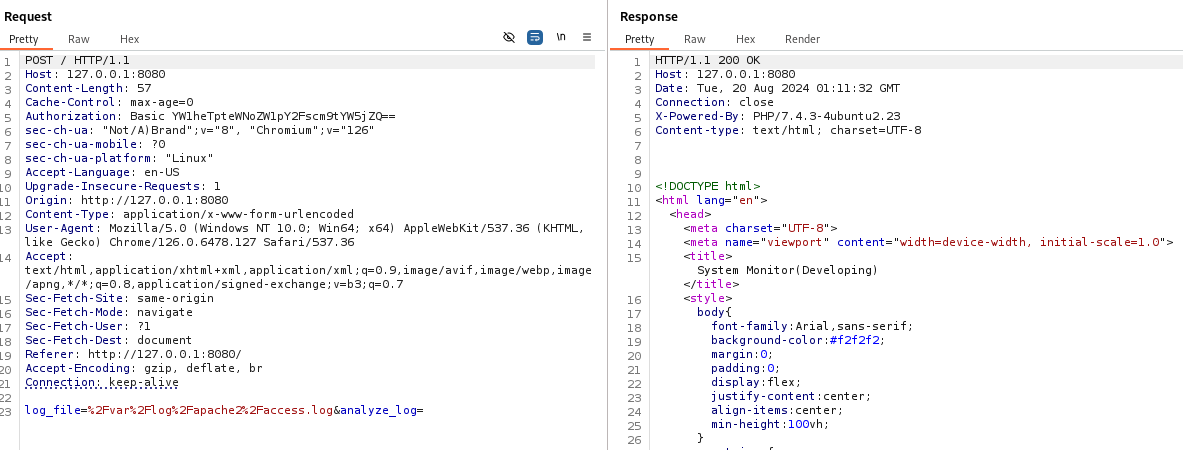 Request
Pretty Raw Hex
\n
1 POST / HTTP/1.1
2 Host: 127.0.0.1:8080
3 Content-Length: 57
4 Cache-Control: max-age=0
5 Authorization: Basic YW1heTpteWNoZW1pY2Fscm9tYW5jZQ==
6 sec-ch-ua: "Not/A)Brand";v="8", "Chromium";v="126"
7 sec-ch-ua-mobile: ?0
8 sec-ch-ua-platform: "Linux"
9 Accept-Language: en-US
10 Upgrade-Insecure-Requests: 1
11 Origin: http://127.0.0.1:8080
12 Content-Type: application/x-www-form-urlencoded
13 User-Agent: Mozilla/5.0 (Windows NT 10.0; Win64; x64) AppleWebKit/537.36 (KHTML,
like Gecko) Chrome/126.0.6478.127 Safari/537.36
14 Accept:
text/html,application/xhtml+xml,application/xml;q=0.9,image/avif,image/webp,image
/apng,*/*;q=0.8,application/signed-exchange;v=b3;q=0.7
15 Sec-Fetch-Site: same-origin
16 Sec-Fetch-Mode: navigate
17 Sec-Fetch-User: ?1
18 Sec-Fetch-Dest: document
19 Referer: http://127.0.0.1:8080/
20 Accept-Encoding: gzip, deflate, br
21 Connection: keep-alive
22
23 log_file=%2Fvar%2Flog%2Fapache2%2Faccess.log&analyze_log=
Response
Pretty Raw Hex Render
1 HTTP/1.1 200 OK
2 Host: 127.0.0.1:8080
3 Date: Tue, 20 Aug 2024 01:11:32 GMT
4 Connection: close
5 X-Powered-By: PHP/7.4.3-4ubuntu2.23
6 Content-type: text/html; charset=UTF-8
7
8
9
10 <!DOCTYPE html>
11 <html lang="en">
12 <head>
13 <meta charset="UTF-8">
14 <meta name="viewport" content="width=device-width, initial-scale=1.0">
15 <title>
System Monitor(Developing)
</title>
16 <style>
17 body{
18 font-family:Arial,sans-serif;
19 background-color:#f2f2f2;
20 margin:0;
21 padding:0;
22 display:flex;
23 justify-content:center;
24 align-items:center;
25 min-height:100vh;
26 }